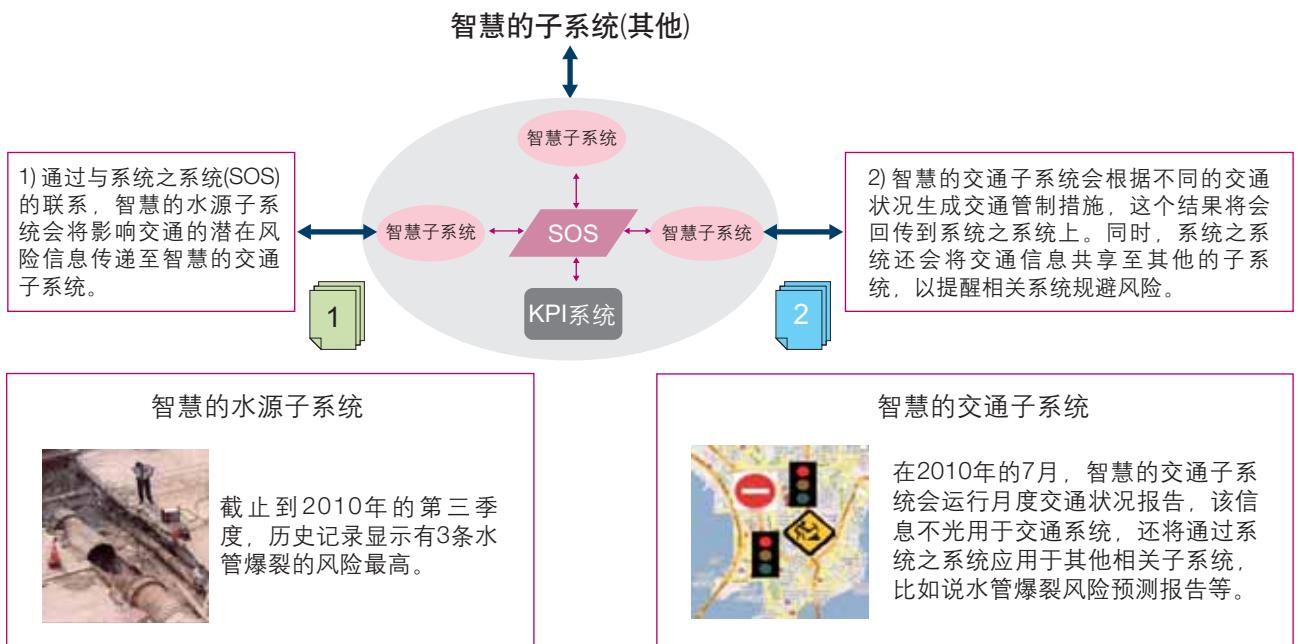 智慧的子系统(其他)
智慧子系统
1) 通过与系统之系统(SOS)
的联系，智慧的水源子系
统会将影响交通的潜在风
险信息传递至智慧的交通
子系统。
智慧子系统
SOS
智慧子系统
2) 智慧的交通子系统会根据不同的交通
状况生成交通管制措施，这个结果将会
回传到系统之系统上。同时，系统之系
统还会将交通信息共享至其他的子系
统，以提醒相关系统规避风险。
1
KPI系统
2
智慧的水源子系统
截止到2010年的第三季
度，历史记录显示有3条水
管爆裂的风险最高。
智慧的交通子系统
在2010年的7月，智慧的交通子系
统会运行月度交通状况报告，该信
息不光用于交通系统，还将通过系
统之系统应用于其他相关子系统，
比如说水管爆裂风险预测报告等。